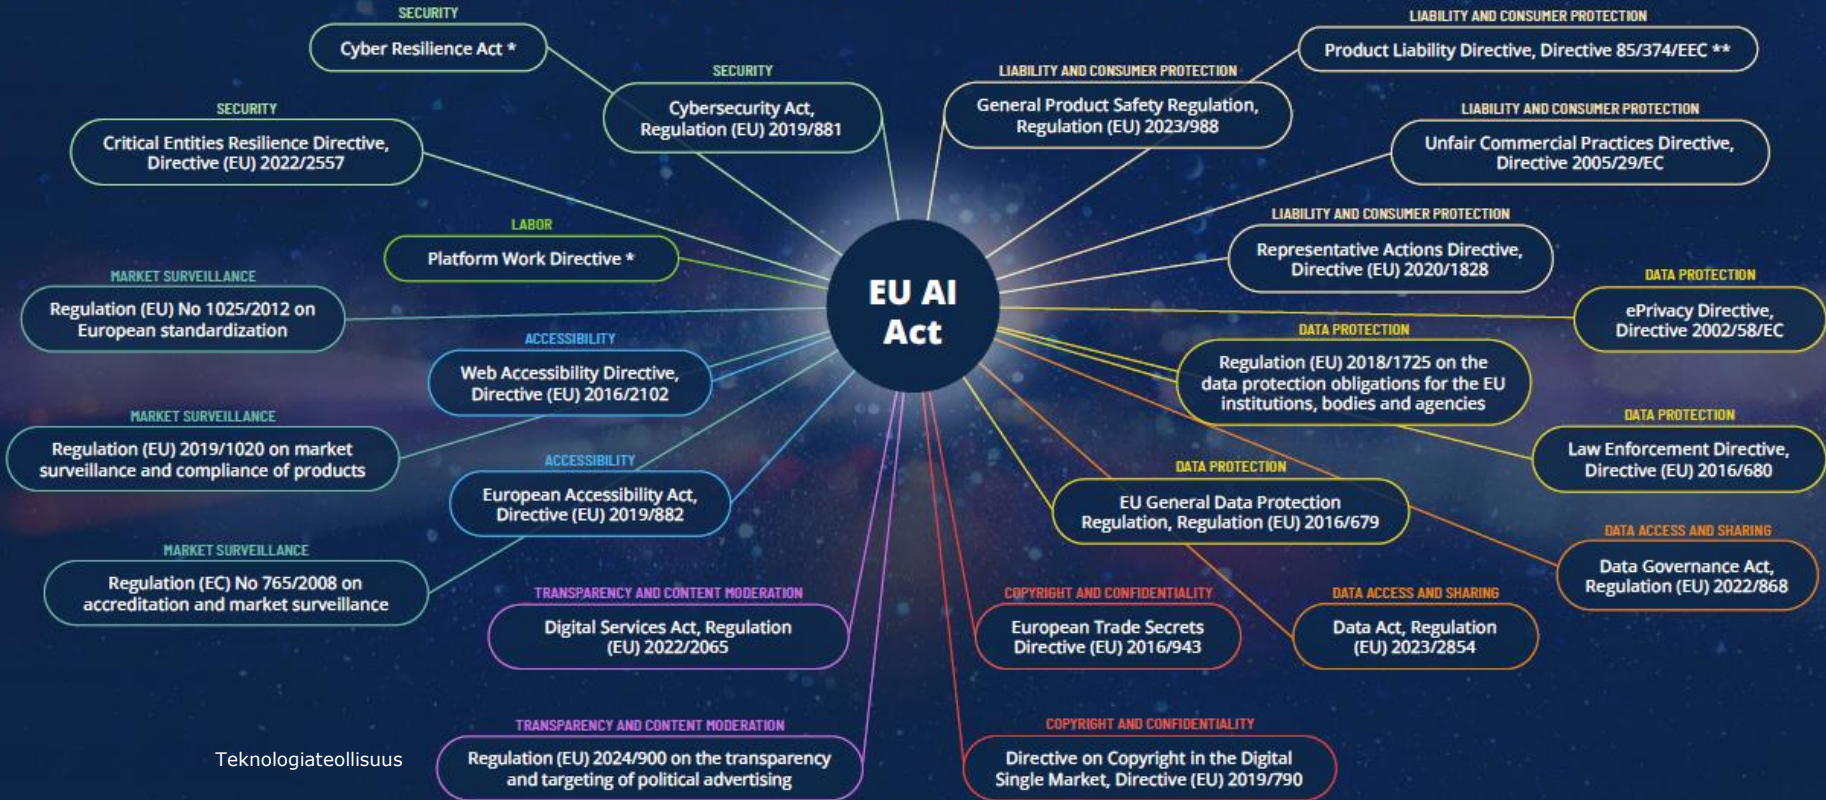 SECURITY
Cyber Resilience Act *
SECURITY
Cybersecurity Act,
Regulation (EU) 2019/881
SECURITY
Critical Entities Resilience Directive,
Directive (EU) 2022/2557
LABOR
Platform Work Directive *
MARKET SURVEILLANCE
Regulation (EU) No 1025/2012 on
European standardization
ACCESSIBILITY
Web Accessibility Directive,
Directive (EU) 2016/2102
MARKET SURVEILLANCE
Regulation (EU) 2019/1020 on market
surveillance and compliance of products
ACCESSIBILITY
European Accessibility Act,
Directive (EU) 2019/882
MARKET SURVEILLANCE
Regulation (EC) No 765/2008 on
accreditation and market surveillance
TRANSPARENCY AND CONTENT MODERATION
Digital Services Act, Regulation
(EU) 2022/2065
TRANSPARENCY AND CONTENT MODERATION
Regulation (EU) 2024/900 on the transparency
and targeting of political advertising
Teknologiateollisuus
EU AI
Act
LIABILITY AND CONSUMER PROTECTION
Product Liability Directive, Directive 85/374/EEC **
LIABILITY AND CONSUMER PROTECTION
General Product Safety Regulation,
Regulation (EU) 2023/988
LIABILITY AND CONSUMER PROTECTION
Unfair Commercial Practices Directive,
Directive 2005/29/EC
LIABILITY AND CONSUMER PROTECTION
Representative Actions Directive,
Directive (EU) 2020/1828
DATA PROTECTION
ePrivacy Directive,
Directive 2002/58/EC
DATA PROTECTION
Regulation (EU) 2018/1725 on the
data protection obligations for the EU
institutions, bodies and agencies
DATA PROTECTION
Law Enforcement Directive,
Directive (EU) 2016/680
DATA PROTECTION
EU General Data Protection
Regulation, Regulation (EU) 2016/679
DATA ACCESS AND SHARING
Data Governance Act,
Regulation (EU) 2022/868
COPYRIGHT AND CONFIDENTIALITY
European Trade Secrets
Directive (EU) 2016/943
DATA ACCESS AND SHARING
Data Act, Regulation
(EU) 2023/2854
COPYRIGHT AND CONFIDENTIALITY
Directive on Copyright in the Digital
Single Market, Directive (EU) 2019/790